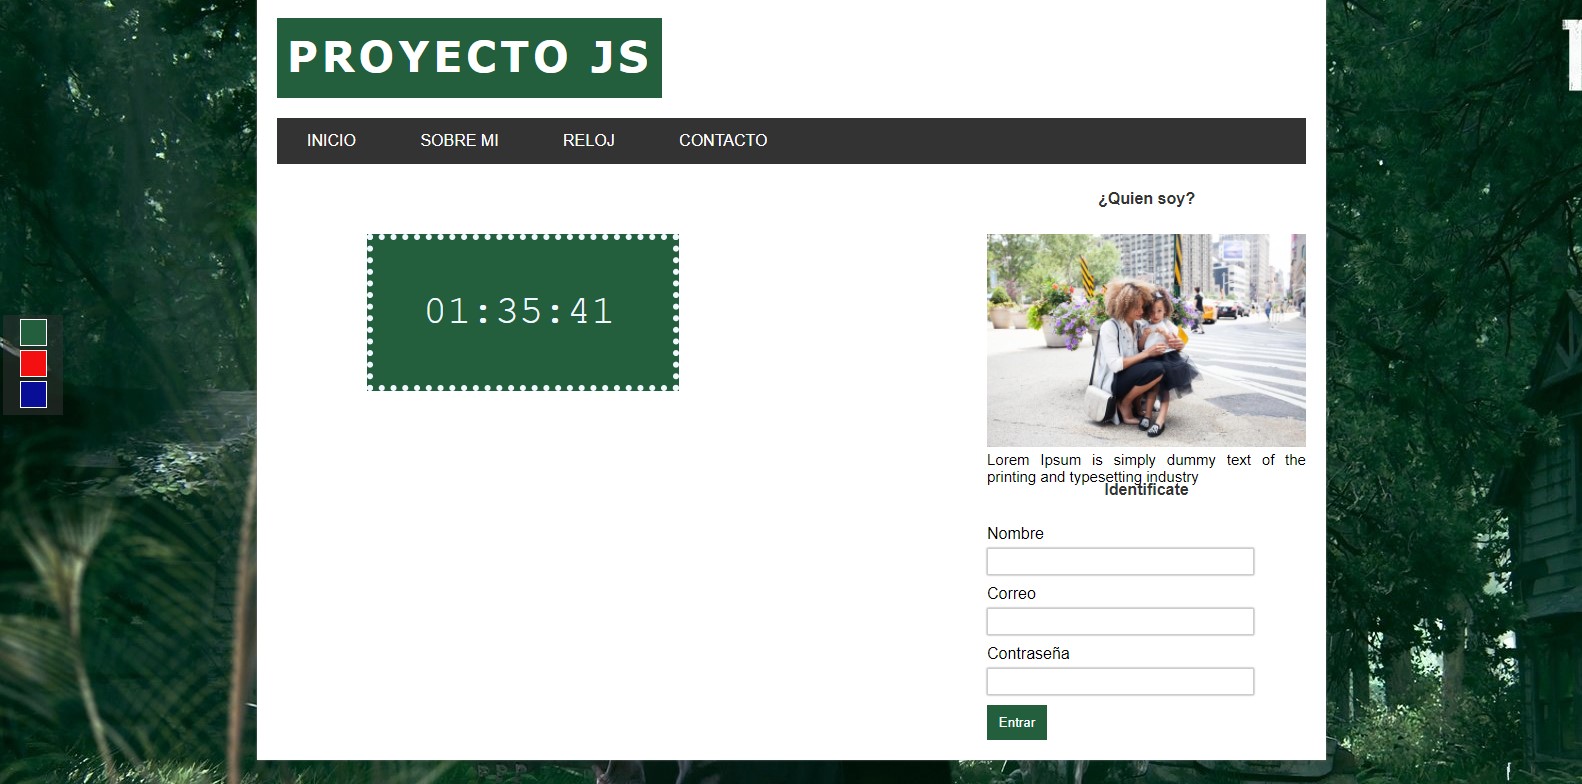 PROYECTO JS
INICIO SOBRE MI RELOJ CONTACTO
01:35:41
¿Quien soy?
Lorem Ipsum is simply dummy text of the
printing and typesetting industry
Identificate
Nombre
Correo
Contraseña
Entrar